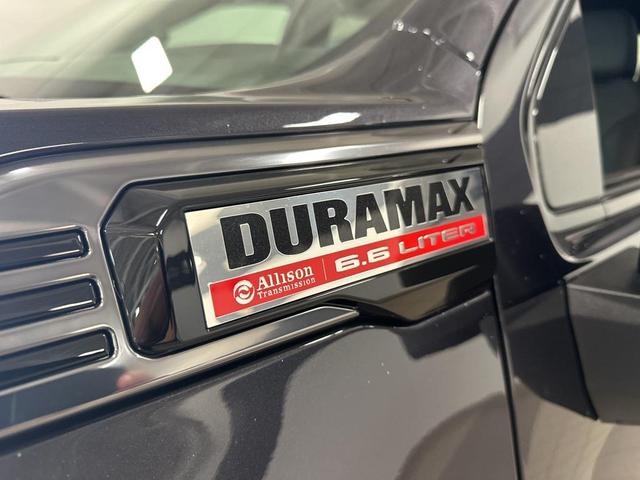 DURAMAX
Allison
Transmission
6.6 LITER